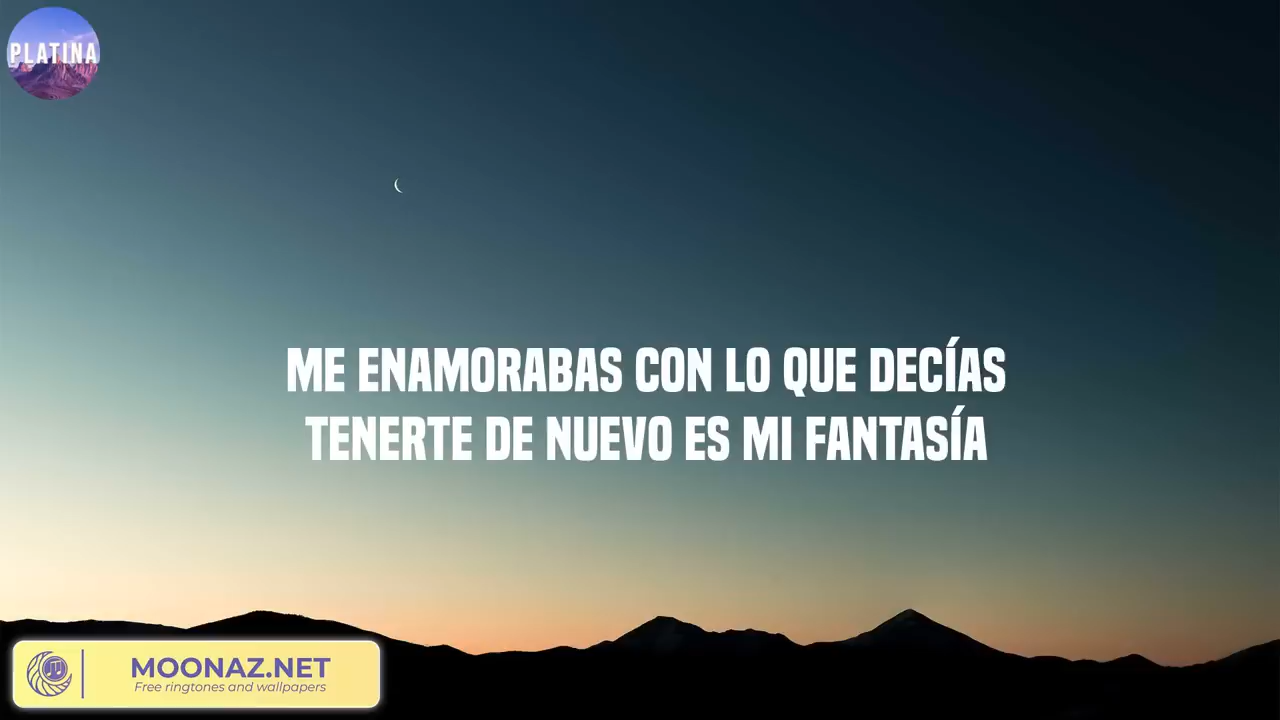 PLATINA
ME ENAMORABAS CON LO QUE DECÍAS
TENERTE DE NUEVO ES MI FANTASÍA
MOONAZ.NET
Free ringtones and wallpapers